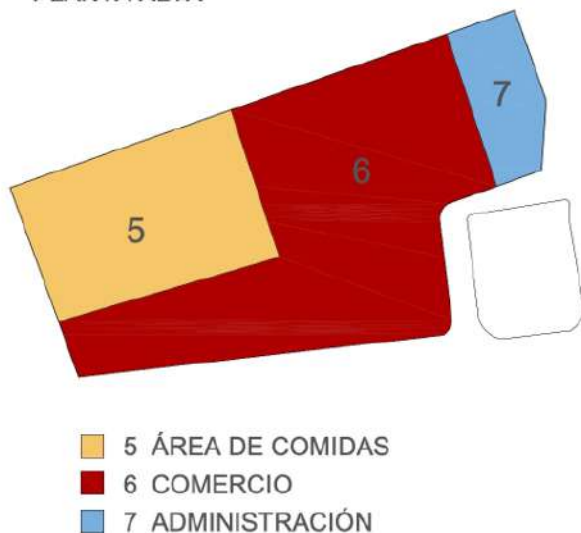 7
6
5
5 ÁREA DE COMIDAS
6 COMERCIO
7 ADMINISTRACIÓN